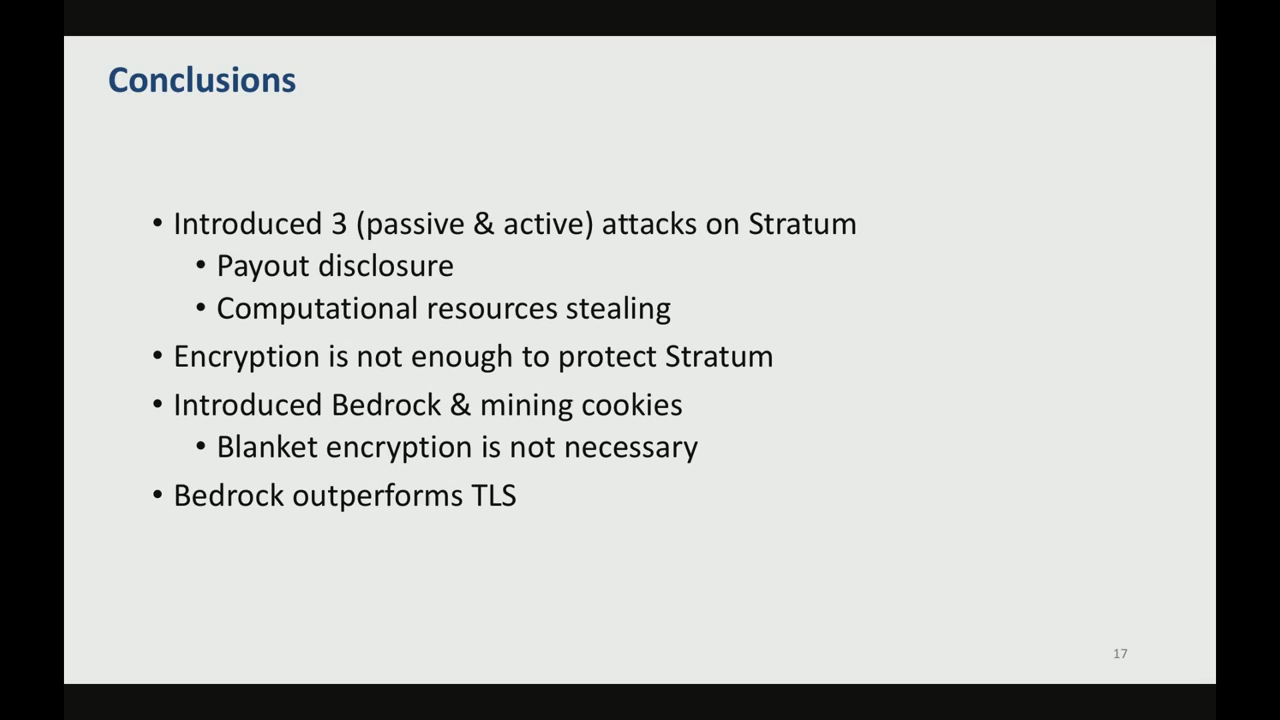 Conclusions
• Introduced 3 (passive & active) attacks on Stratum
• Payout disclosure
• Computational resources stealing
• Encryption is not enough to protect Stratum
• Introduced Bedrock & mining cookies
• Blanket encryption is not necessary
• Bedrock outperforms TLS
17